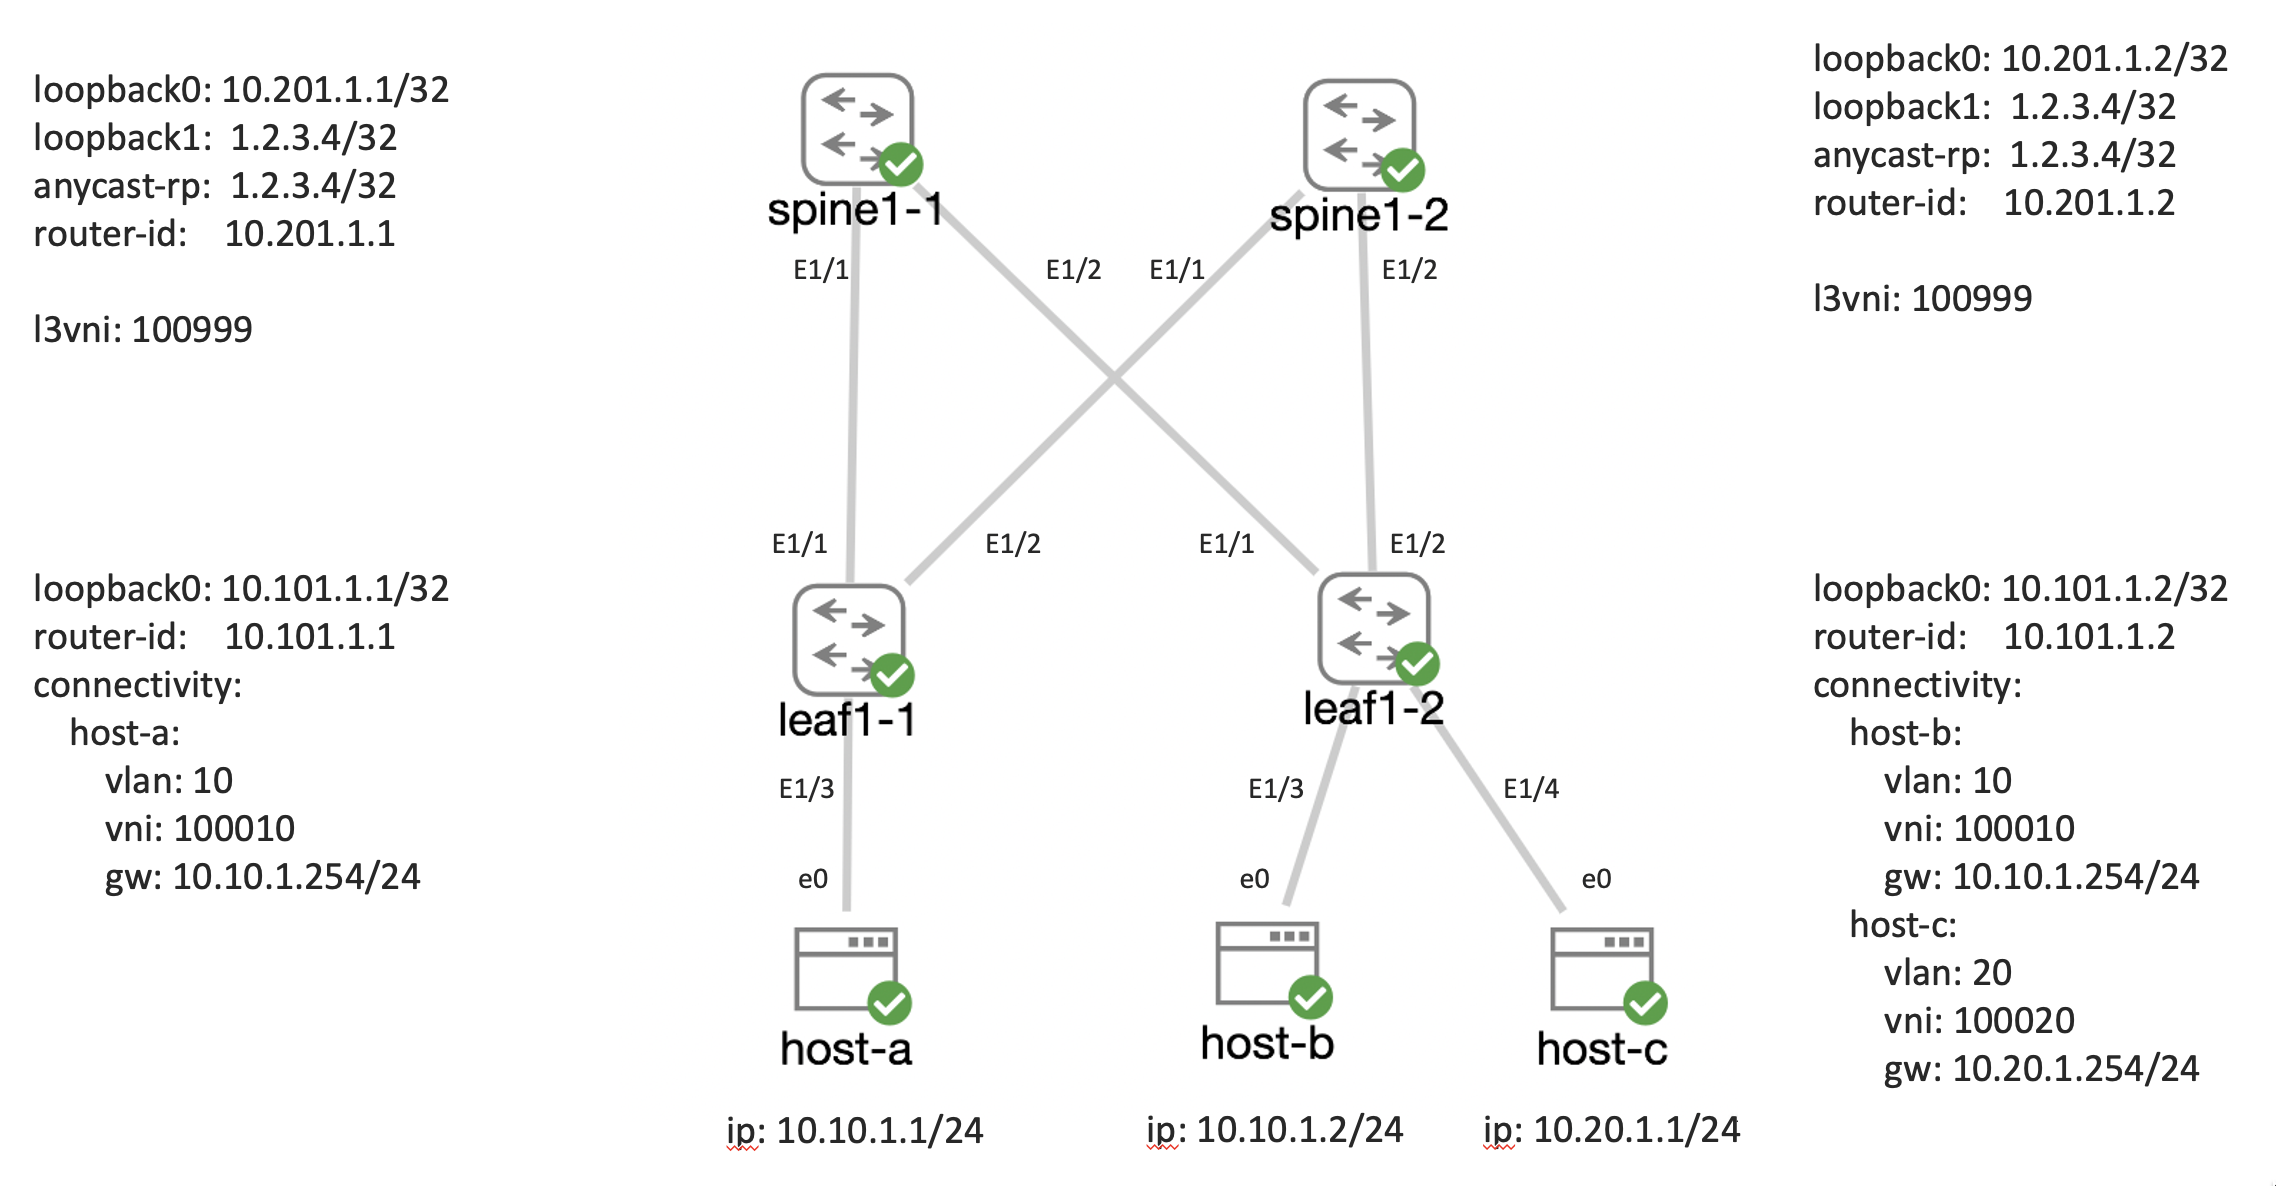 loopback0: 10.201.1.1/32
loopback1: 1.2.3.4/32
anycast-rp: 1.2.3.4/32
router-id: 10.201.1.1
l3vni: 100999
spine1-1
spine1-2
loopback0: 10.201.1.2/32
loopback1: 1.2.3.4/32
anycast-rp: 1.2.3.4/32
router-id: 10.201.1.2
l3vni: 100999
E1/1
E1/2
E1/1
E1/2
E1/1
E1/2
E1/1
E1/2
loopback0: 10.101.1.1/32
router-id: 10.101.1.1
connectivity:
host-a:
vlan: 10
vni: 100010
gw: 10.10.1.254/24
leaf1-1
leaf1-2
loopback0: 10.101.1.2/32
router-id: 10.101.1.2
connectivity:
host-b:
vlan: 10
vni: 100010
gw: 10.10.1.254/24
host-c:
vlan: 20
vni: 100020
gw: 10.20.1.254/24
E1/3
E1/3
E1/4
e0
e0
e0
host-a
host-b
host-c
ip: 10.10.1.1/24
ip: 10.10.1.2/24
ip: 10.20.1.1/24